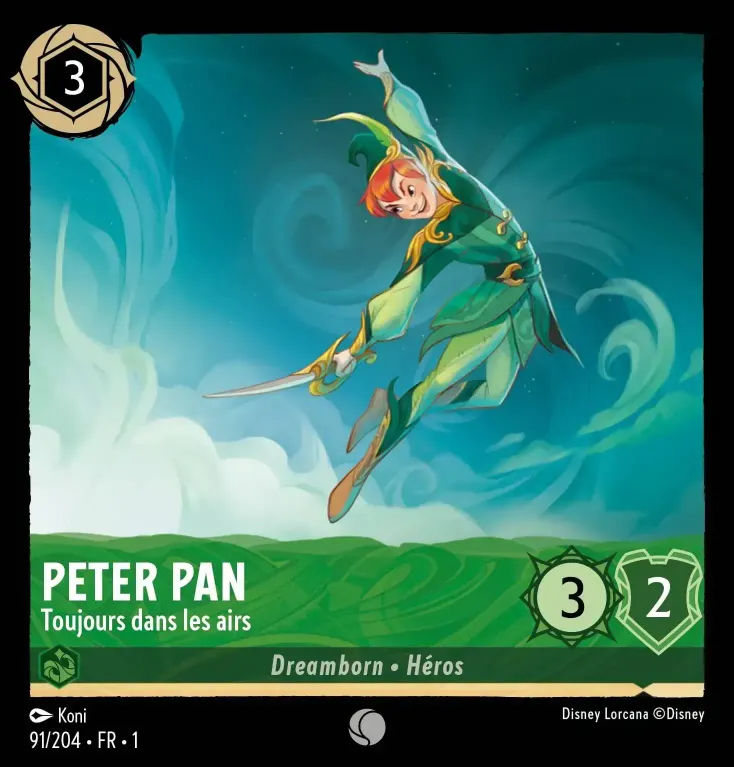 3
PETER PAN
Toujours dans les airs
3
2
Dreamborn • Héros
Koni
Disney Lorcana ©Disney
91/204 • FR • 1